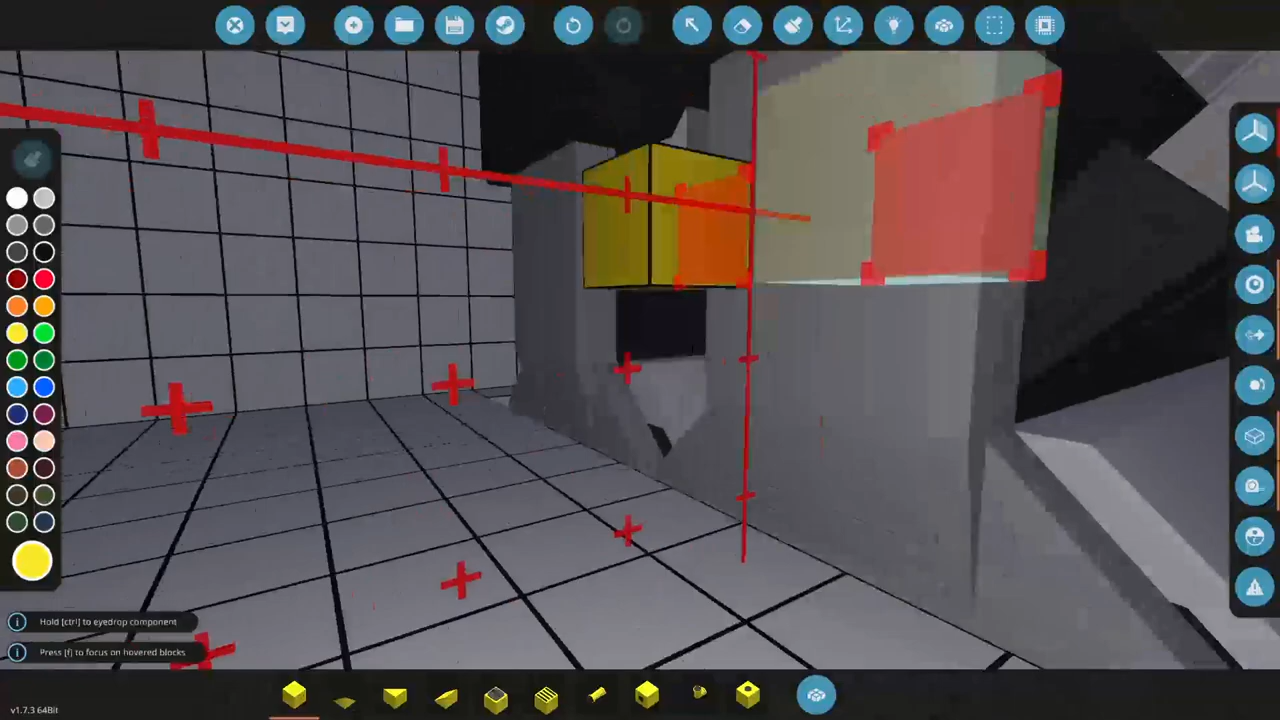 Hold [ctrl] to eyedrop component
Press [f] to focus on hovered blocks
v1.7.3 64Bit